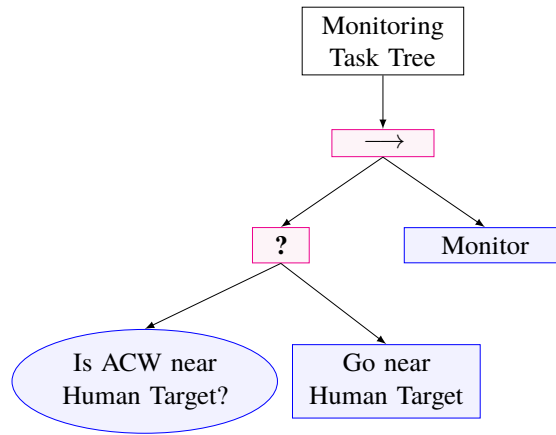 Monitoring
Task Tree
→
?
Monitor
Is ACW near
Human Target?
Go near
Human Target